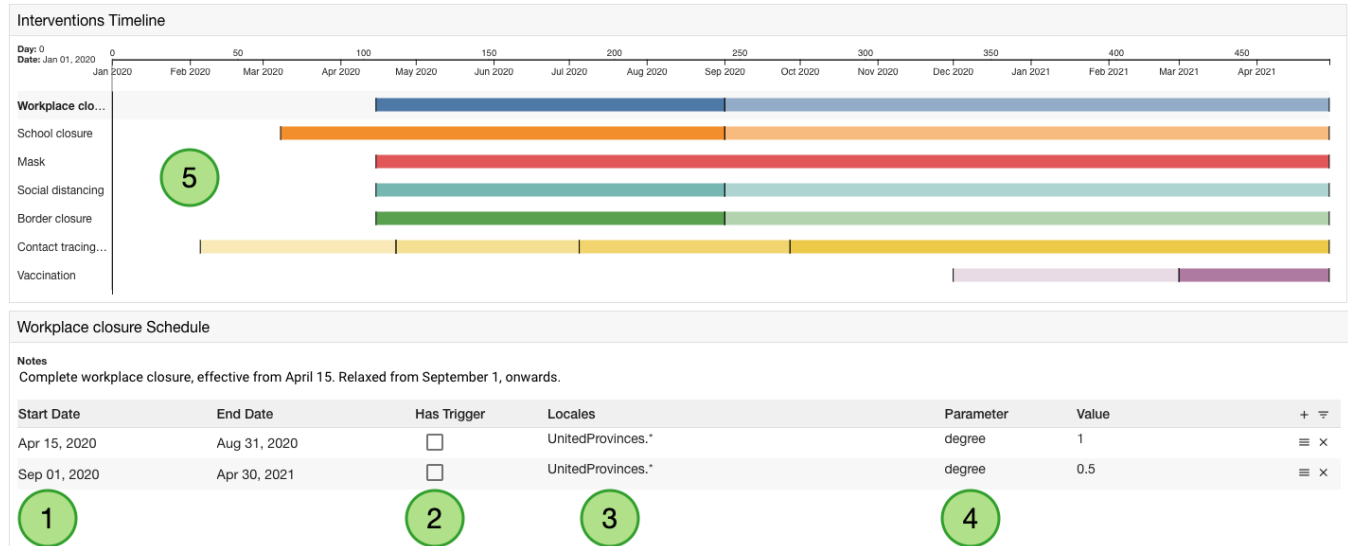 Interventions Timeline
Day: 0
Date: Jan 01, 2020
0 50 100 150 200 250 300 350 400 450
Jan 2020 Feb 2020 Mar 2020 Apr 2020 May 2020 Jun 2020 Jul 2020 Aug 2020 Sep 2020 Oct 2020 Nov 2020 Dec 2020 Jan 2021 Feb 2021 Mar 2021 Apr 2021
Workplace clo...
School closure
Mask
5
Social distancing
Border closure
Contact tracing...
Vaccination
Workplace closure Schedule
Notes
Complete workplace closure, effective from April 15. Relaxed from September 1, onwards.
Start Date End Date Has Trigger Locales Parameter Value
Apr 15, 2020 Aug 31, 2020 UnitedProvinces.* degree 1
Sep 01, 2020 Apr 30, 2021 UnitedProvinces.* degree 0.5
1 2 3 4